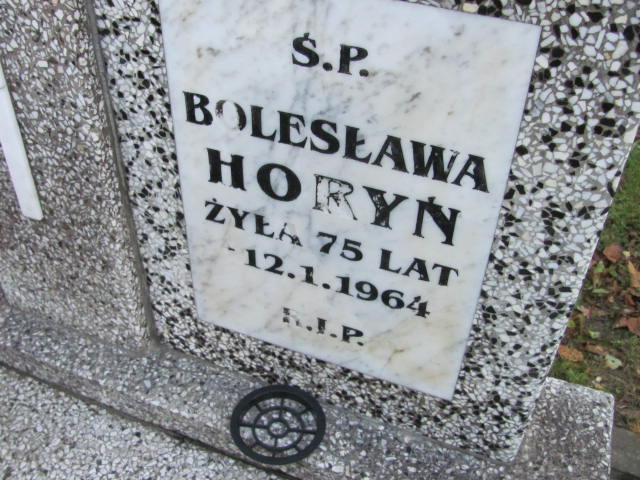 Ś.P.
BOLESŁAWA
HORYŃ
ŻYŁA 75 LAT
12.1.1964
R.I.P.